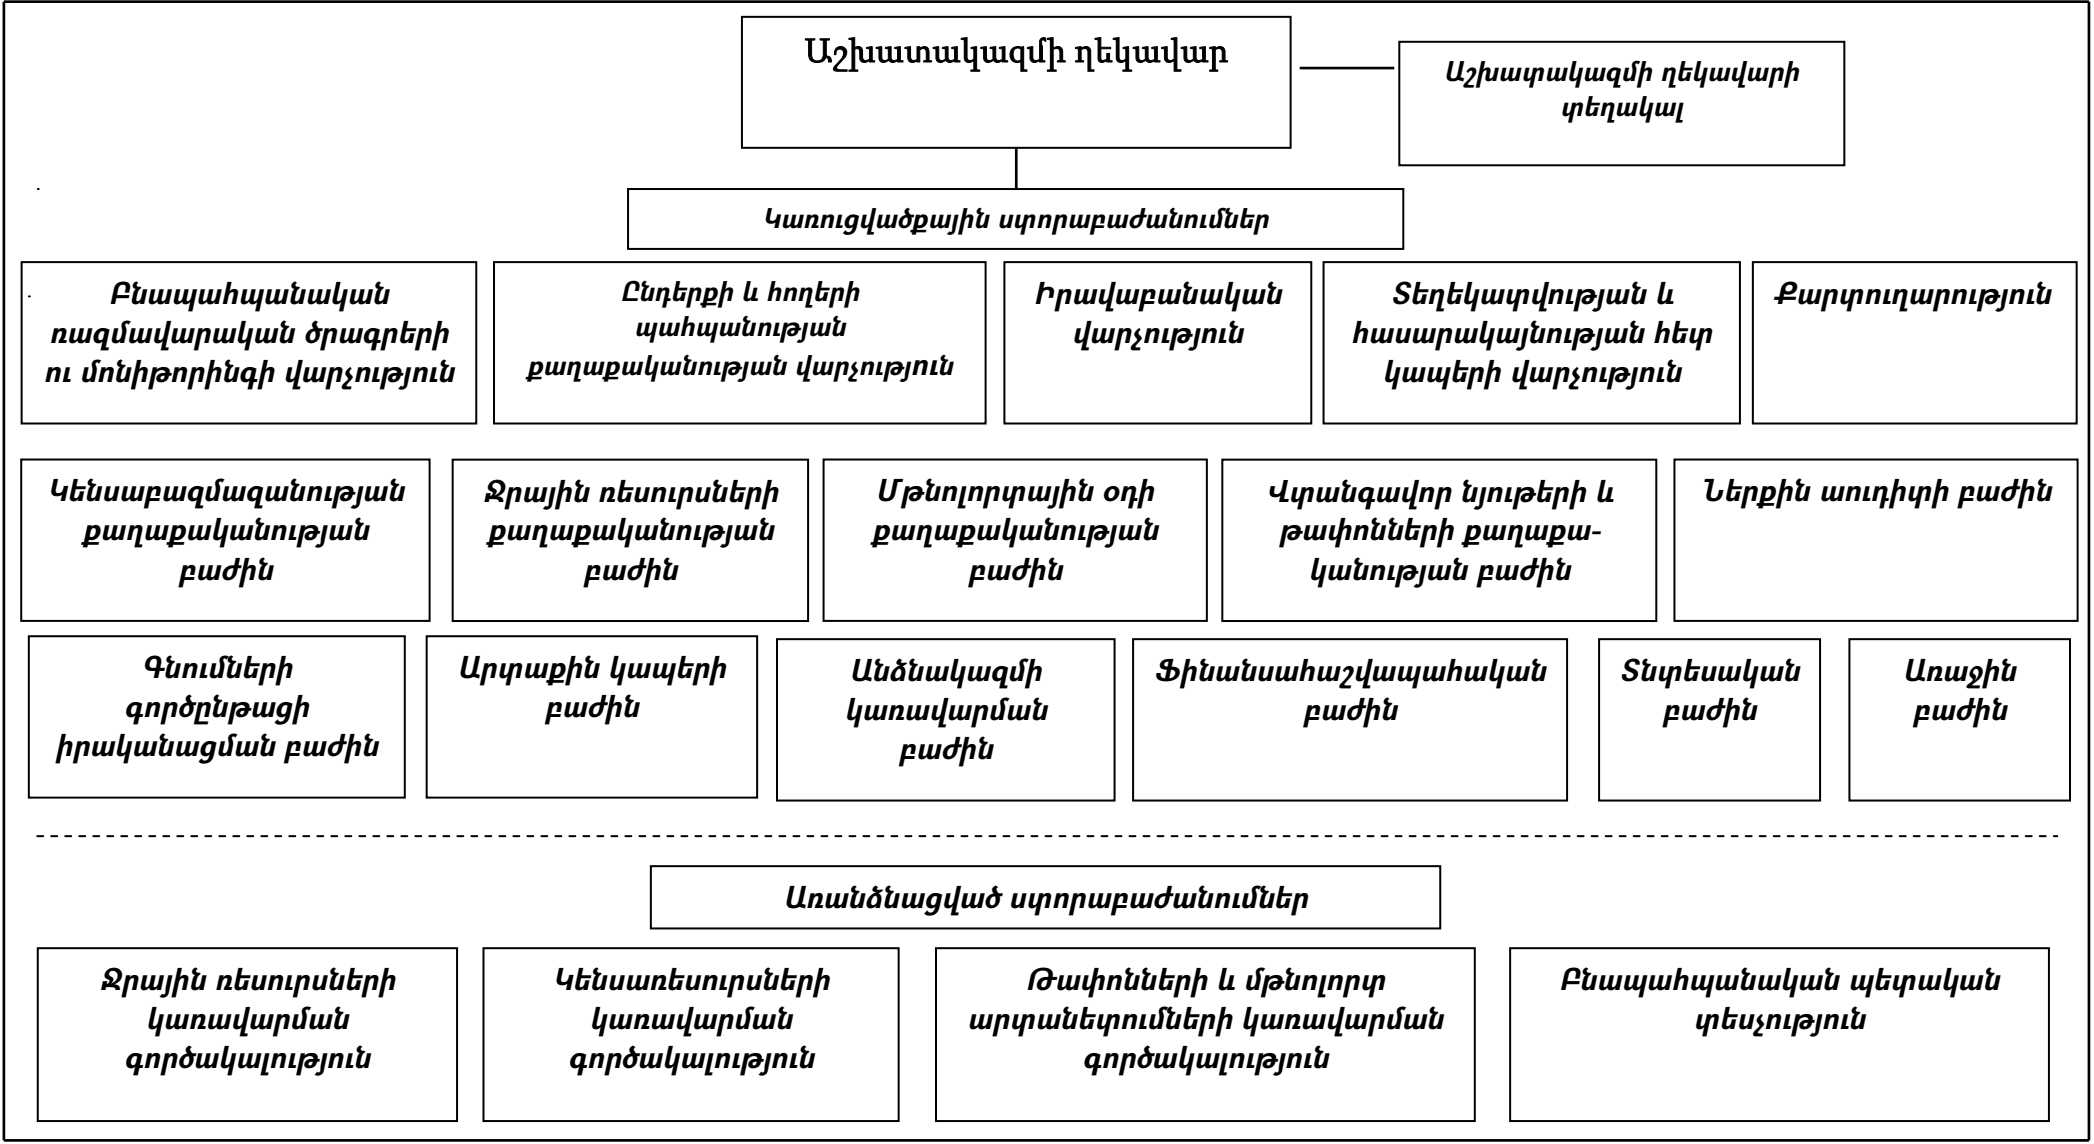 Աշխատակազմի ղեկավար
Աշխատակազմի ղեկավարի
տեղակալ
Կառուցվածքային ստորաբաժանումներ
Բնապահպանական
ռազմավարական ծրագրերի
ու մոնիթորինգի վարչություն
Ընդերքի և հողերի
պահպանության
քաղաքականության վարչություն
Իրավաբանական
վարչություն
Տեղեկատվության և
հասարակայնության հետ
կապերի վարչություն
Քարտուղարություն
Կենսաբազմազանության
քաղաքականության
բաժին
Ջրային ռեսուրսների
քաղաքականության
բաժին
Մթնոլորտային օդի
քաղաքականության
բաժին
Վտանգավոր նյութերի և
թափոնների քաղաքա-
կանության բաժին
Ներքին աուդիտի բաժին
Գնումների
գործընթացի
իրականացման բաժին
Արտաքին կապերի
բաժին
Անձնակազմի
կառավարման
բաժին
Ֆինանսահաշվապահական
բաժին
Տնտեսական
բաժին
Առաջին
բաժին
Առանձնացված ստորաբաժանումներ
Ջրային ռեսուրսների
կառավարման
գործակալություն
Կենսառեսուրսների
կառավարման
գործակալություն
Թափոնների և մթնոլորտ
արտանետումների կառավարման
գործակալություն
Բնապահպանական պետական
տեսչություն